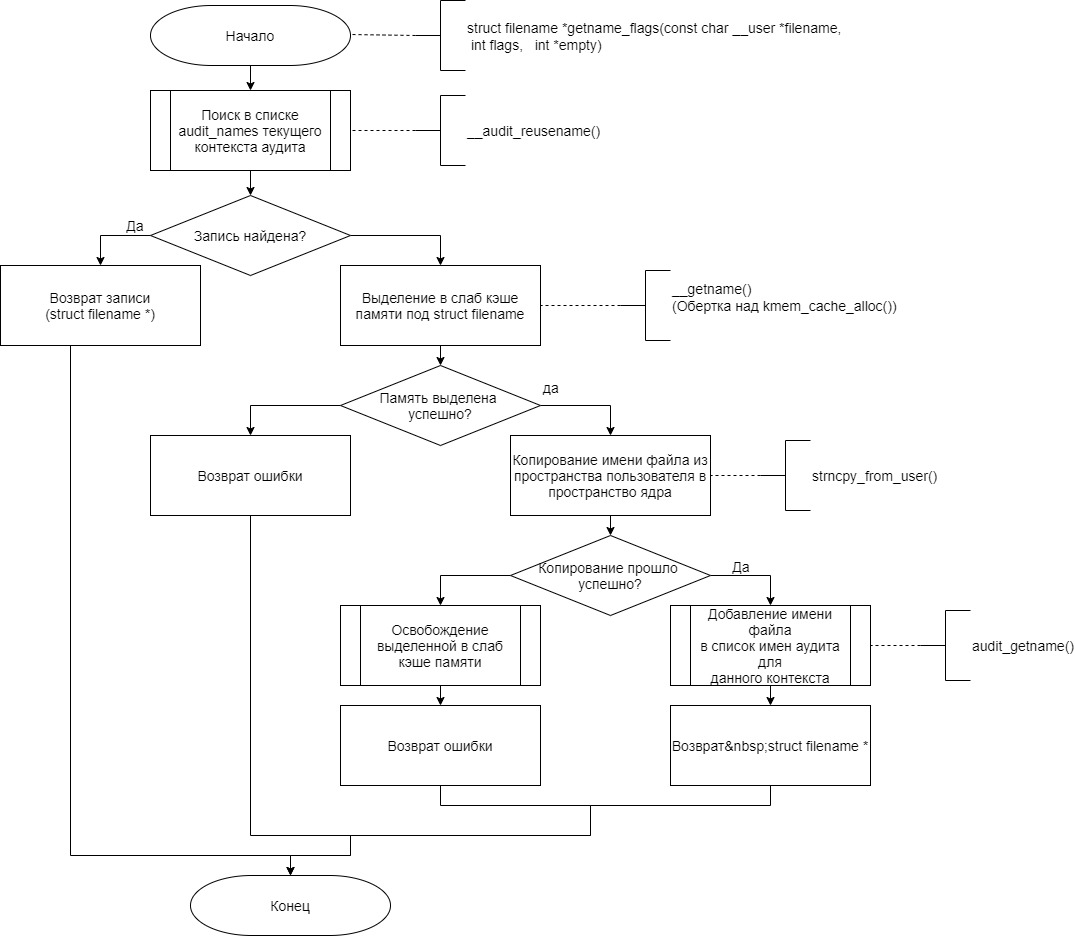 Начало
struct filename *getname_flags(const char __user *filename,
int flags,   int *empty)
Поиск в списке
audit_names текущего
контекста аудита
__audit_reusename()
Да
Запись найдена?
Возврат записи
(struct filename *)
Выделение в слаб кэше
памяти под struct filename
__getname()
(Обертка над kmem_cache_alloc())
Память выделена
успешно?
да
Возврат ошибки
Копирование имени файла из
пространства пользователя в
пространство ядра
strncpy_from_user()
Копирование прошло
успешно?
Да
Освобождение
выделенной в слаб
кэше памяти
Добавление имени
файла
в список имен аудита
для
данного контекста
audit_getname()
Возврат ошибки
Возврат&nbsp;struct filename *
Конец